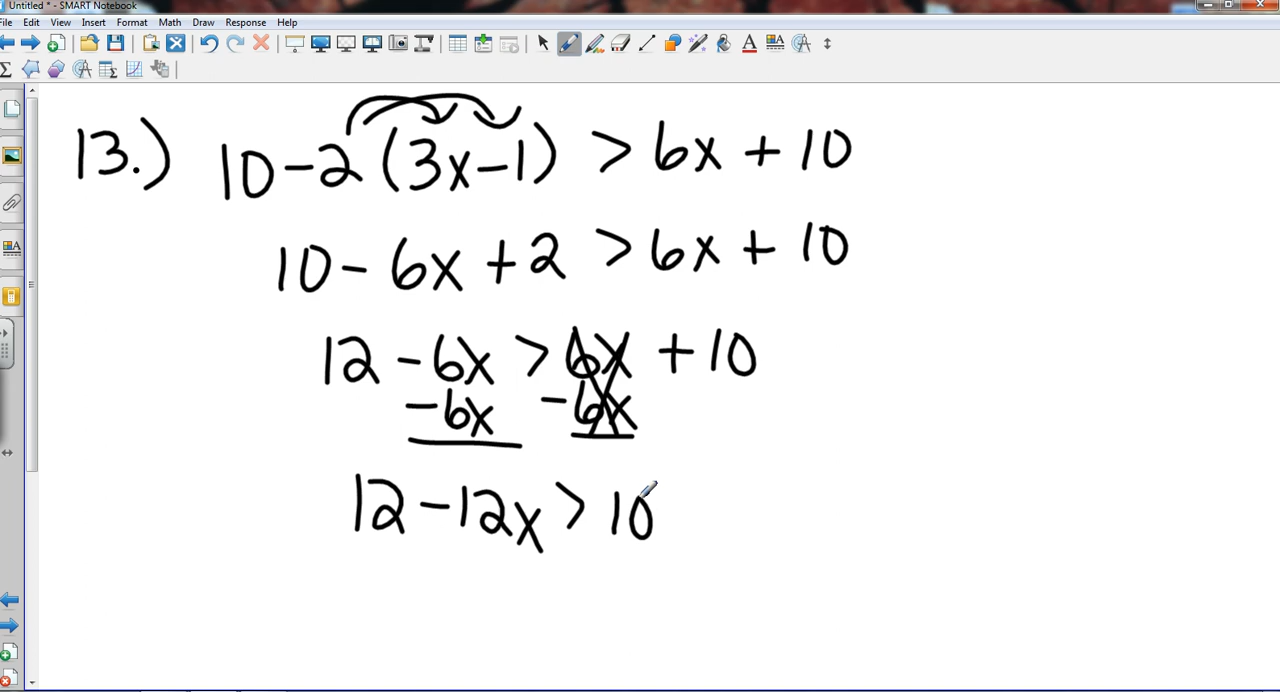 Untitled * - SMART Notebook
File Edit View Insert Format Math Draw Response Help
13.) 10-2(3x-1) > 6x + 10
10 - 6x + 2 > 6x + 10
12 - 6x > 6x + 10
-6x -6x
12 - 12x > 10